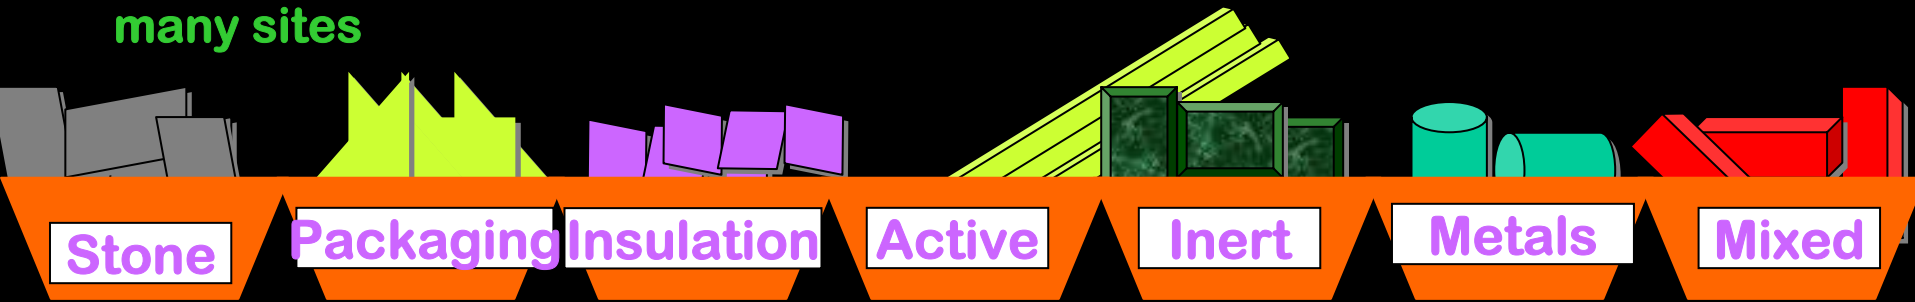 many sites
Stone
Packaging
Insulation
Active
Inert
Metals
Mixed